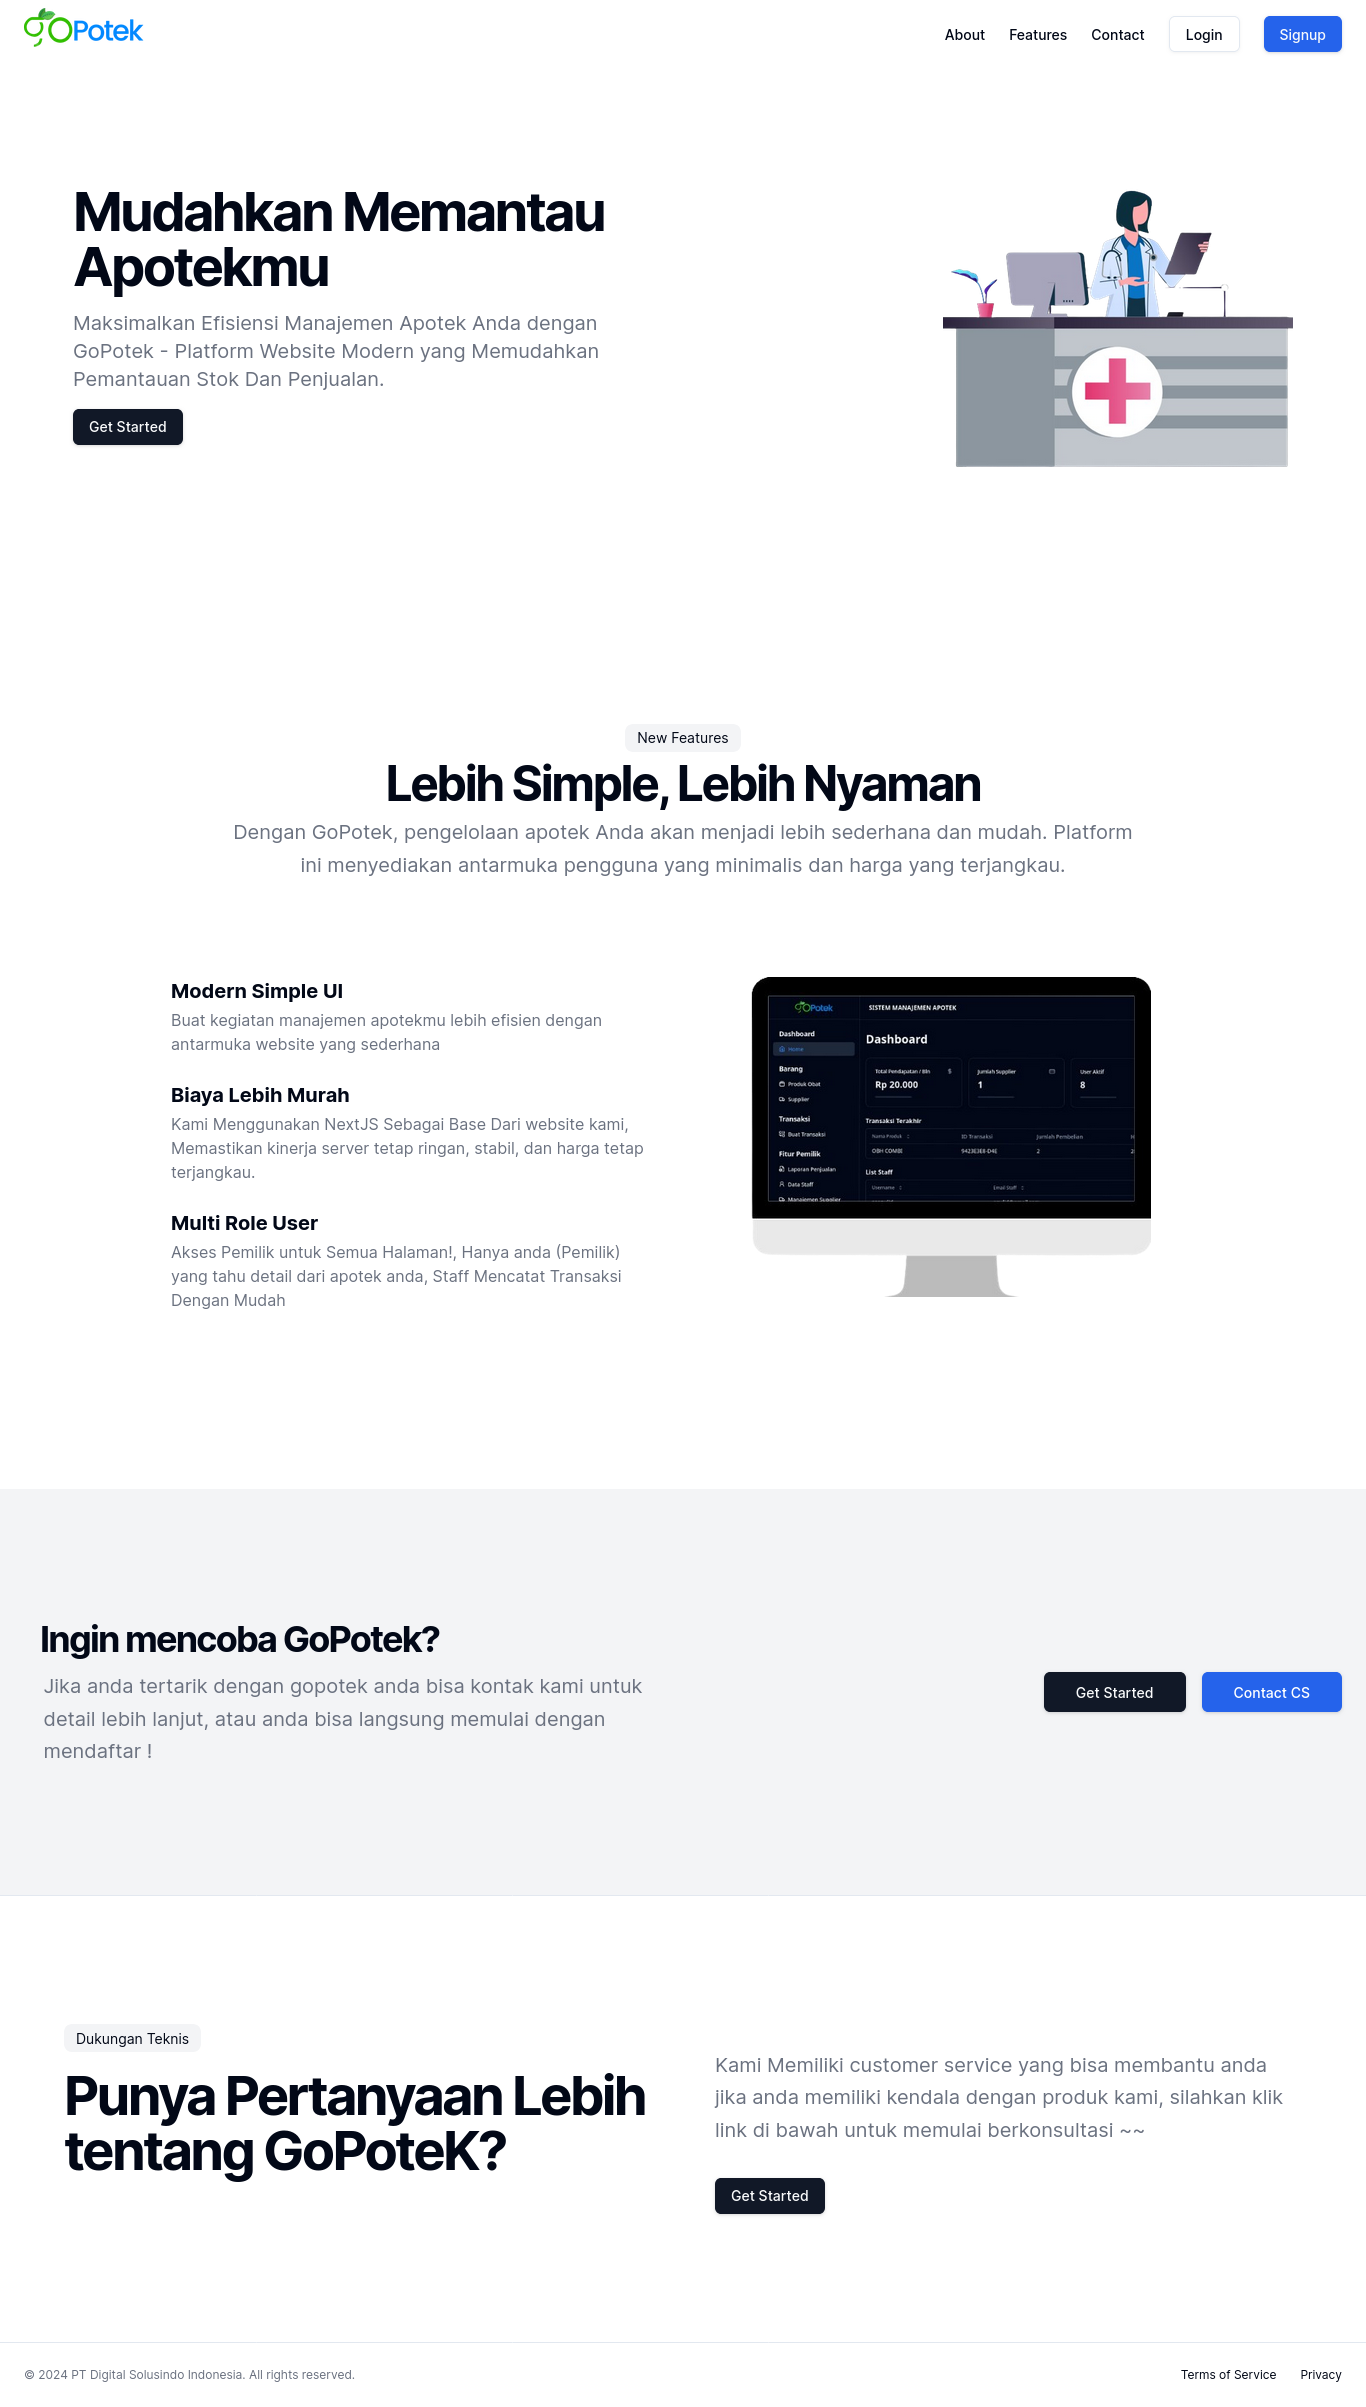 goPotek
About Features Contact Login Signup
Mudahkan Memantau
Apotekmu
Maksimalkan Efisiensi Manajemen Apotek Anda dengan
GoPotek - Platform Website Modern yang Memudahkan
Pemantauan Stok Dan Penjualan.
Get Started
New Features
Lebih Simple, Lebih Nyaman
Dengan GoPotek, pengelolaan apotek Anda akan menjadi lebih sederhana dan mudah. Platform
ini menyediakan antarmuka pengguna yang minimalis dan harga yang terjangkau.
Modern Simple UI
Buat kegiatan manajemen apotekmu lebih efisien dengan
antarmuka website yang sederhana
Biaya Lebih Murah
Kami Menggunakan NextJS Sebagai Base Dari website kami,
Memastikan kinerja server tetap ringan, stabil, dan harga tetap
terjangkau.
Multi Role User
Akses Pemilik untuk Semua Halaman!, Hanya anda (Pemilik)
yang tahu detail dari apotek anda, Staff Mencatat Transaksi
Dengan Mudah
goPotek
SISTEM MANAJEMEN APOTEK
Dashboard
Home
Barang
Produk Obat
Supplier
Transaksi
Buat Transaksi
Fitur Pemilik
Laporan Penjualan
Data Staff
Manajemen Supplier
Dashboard
Total Pendapatan / Bln $
Rp 20.000
Jumlah Supplier
1
User Aktif
8
Transaksi Terakhir
Nama Produk ID Transaksi Jumlah Pembelian H
OBH COMBI 9423E3E8-D4E 2 2
List Staff
Username Email Staff
Ingin mencoba GoPotek?
Jika anda tertarik dengan gopotek anda bisa kontak kami untuk
detail lebih lanjut, atau anda bisa langsung memulai dengan
mendaftar !
Get Started Contact CS
Dukungan Teknis
Punya Pertanyaan Lebih
tentang GoPoteK?
Kami Memiliki customer service yang bisa membantu anda
jika anda memiliki kendala dengan produk kami, silahkan klik
link di bawah untuk memulai berkonsultasi ~~
Get Started
© 2024 PT Digital Solusindo Indonesia. All rights reserved.
Terms of Service Privacy